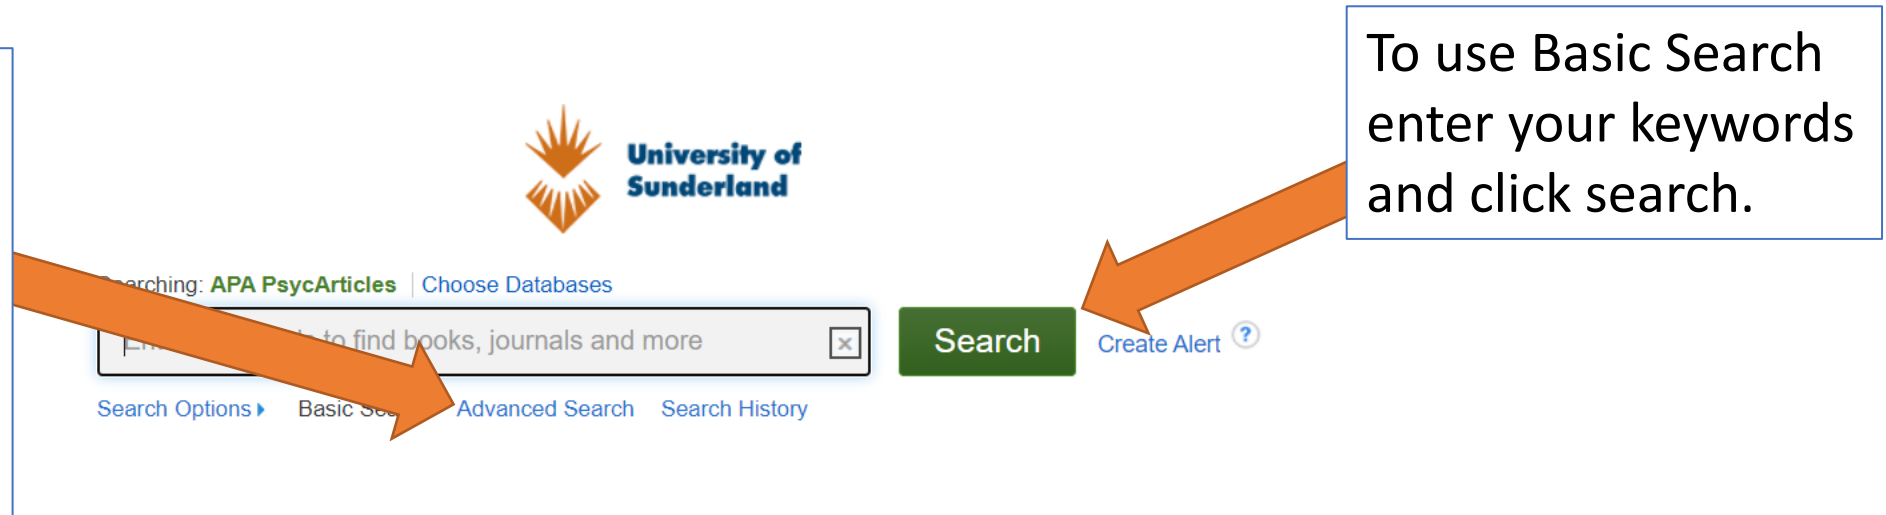 To use Basic Search
enter your keywords
and click search.
University of
Sunderland
Searching: APA PsycArticles Choose Databases
to find books, journals and more
Search Create Alert ?
Search Options Basic Advanced Search Search History